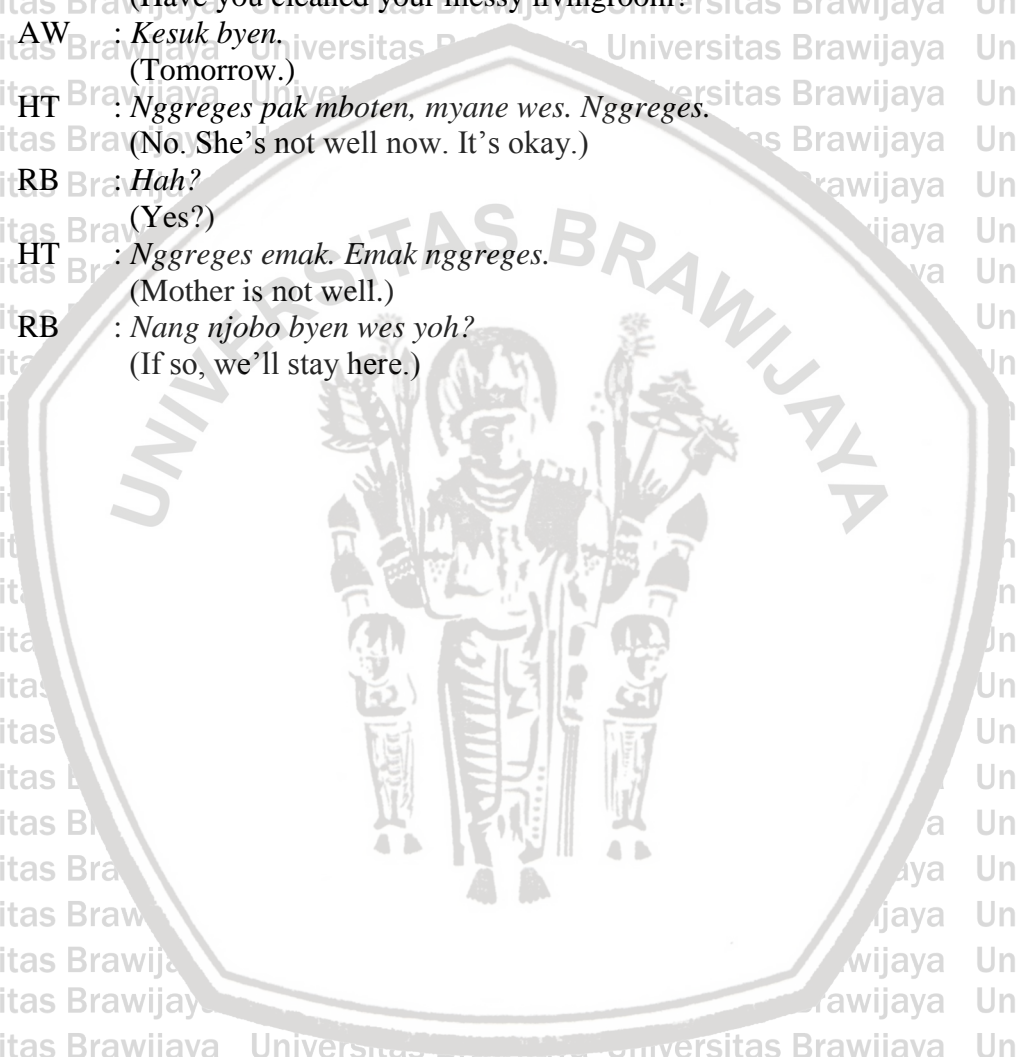 (Have you cleaned your messy livingroom?
AW : Kesuk byen.
(Tomorrow.)
HT : Nggreges pak mboten, myane wes. Nggreges.
(No. She's not well now. It's okay.)
RB : Hah?
(Yes?)
HT : Nggreges emak. Emak nggreges.
(Mother is not well.)
RB : Nang njobo byen wes yoh?
(If so, we'll stay here.)
UNIVERSITAS BRAWIJAYA